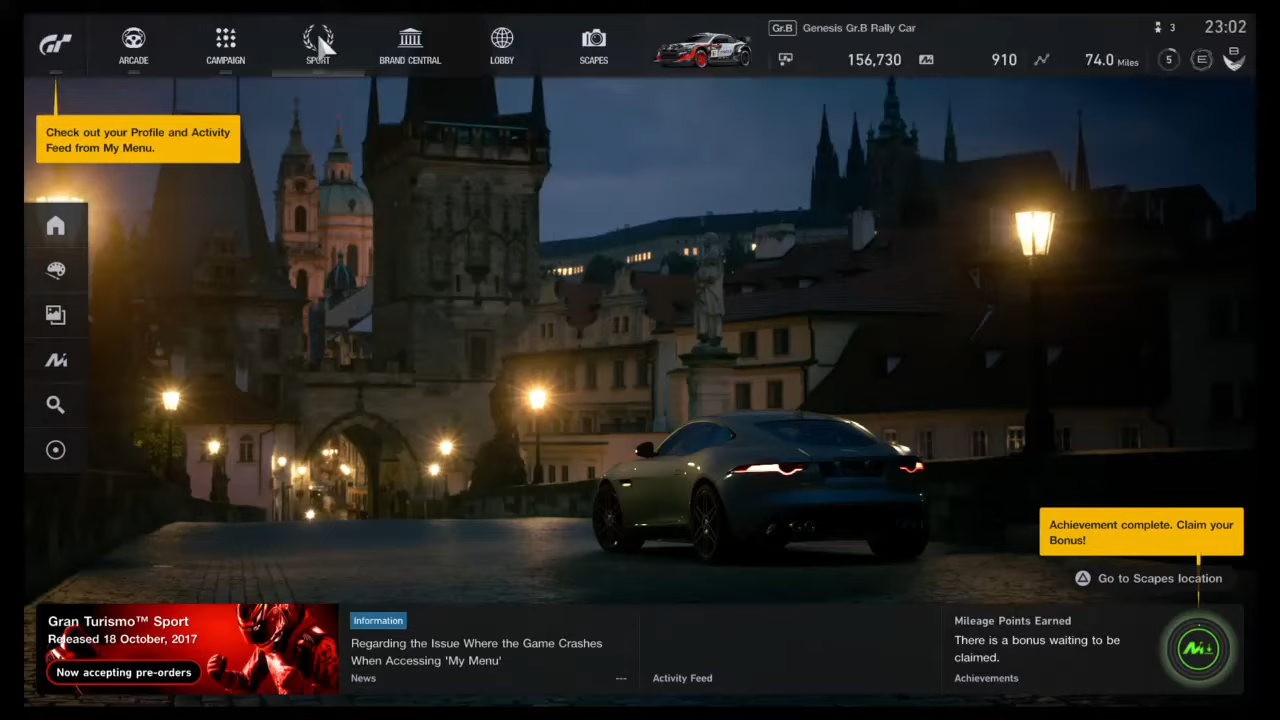 Gr.B Genesis Gr.B Rally Car
3 23:02
ARCADE CAMPAIGN SPORT BRAND CENTRAL LOBBY SCAPES
156,730 910 74.0 Miles 5 E B
Check out your Profile and Activity
Feed from My Menu.
Achievement complete. Claim your
Bonus!
Go to Scapes location
Gran Turismo™ Sport
Released 18 October, 2017
Now accepting pre-orders
Information
Regarding the Issue Where the Game Crashes
When Accessing 'My Menu'
News ---
Activity Feed
Mileage Points Earned
There is a bonus waiting to be
claimed.
Achievements